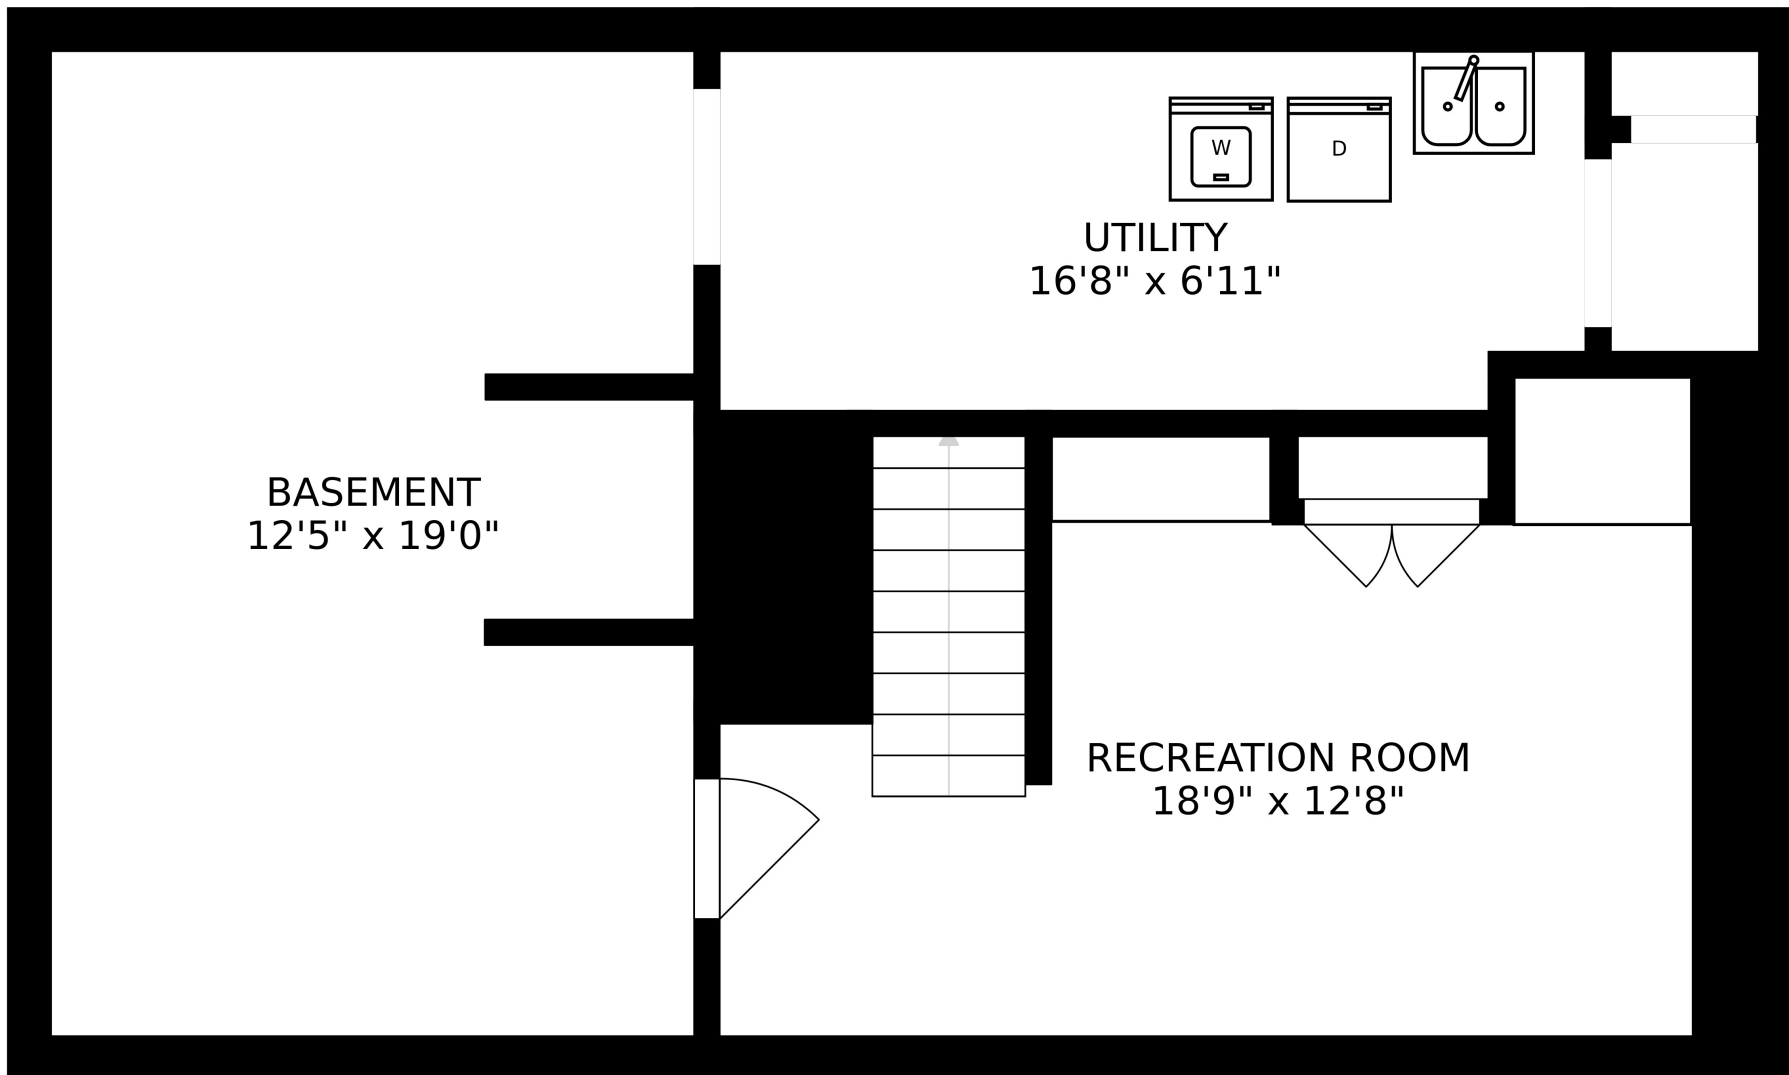 W
D
UTILITY
16'8" x 6'11"
BASEMENT
12'5" x 19'0"
RECREATION ROOM
18'9" x 12'8"